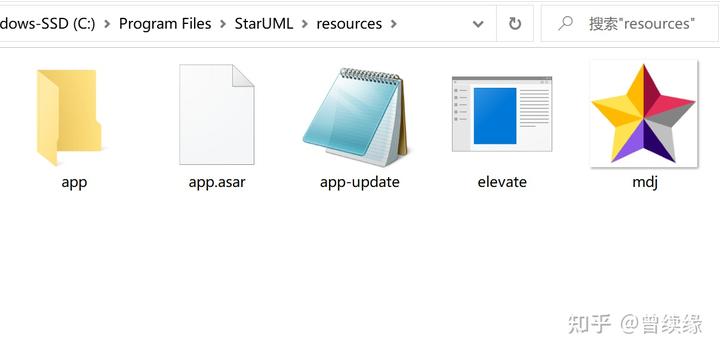 dows-SSD (C:) > Program Files > StarUML > resources >
搜索"resources"
app
app.asar
app-update
elevate
mdj
知乎 @曾续缘